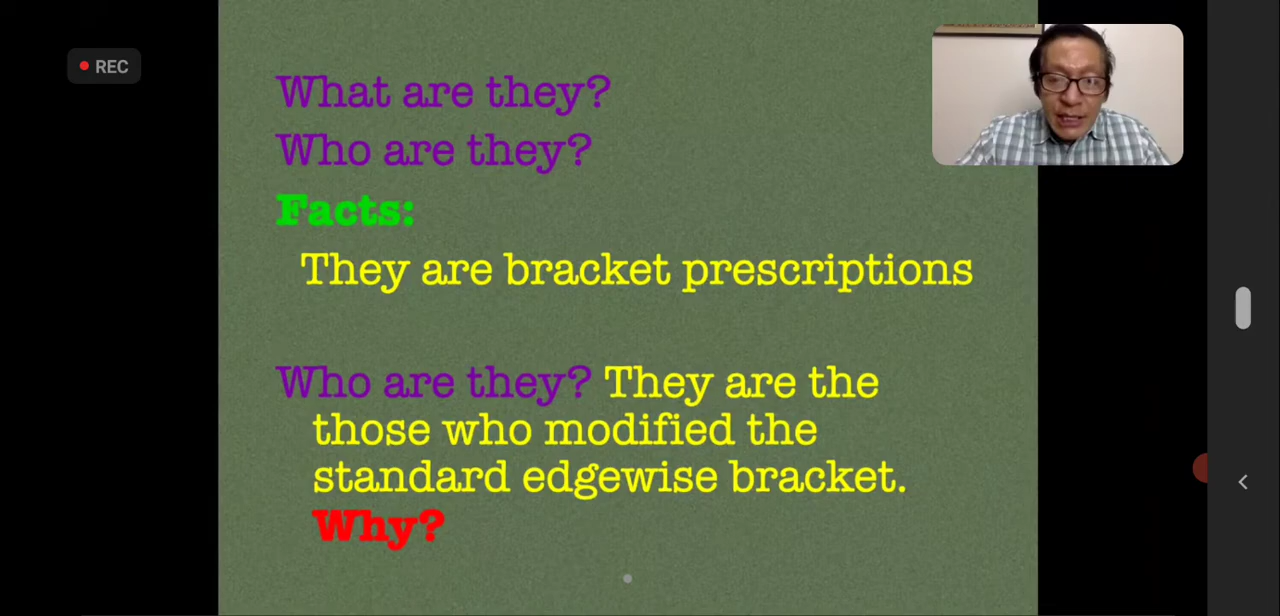 REC
What are they?
Who are they?
Facts:
They are bracket prescriptions
Who are they? They are the
those who modified the
standard edgewise bracket.
Why?